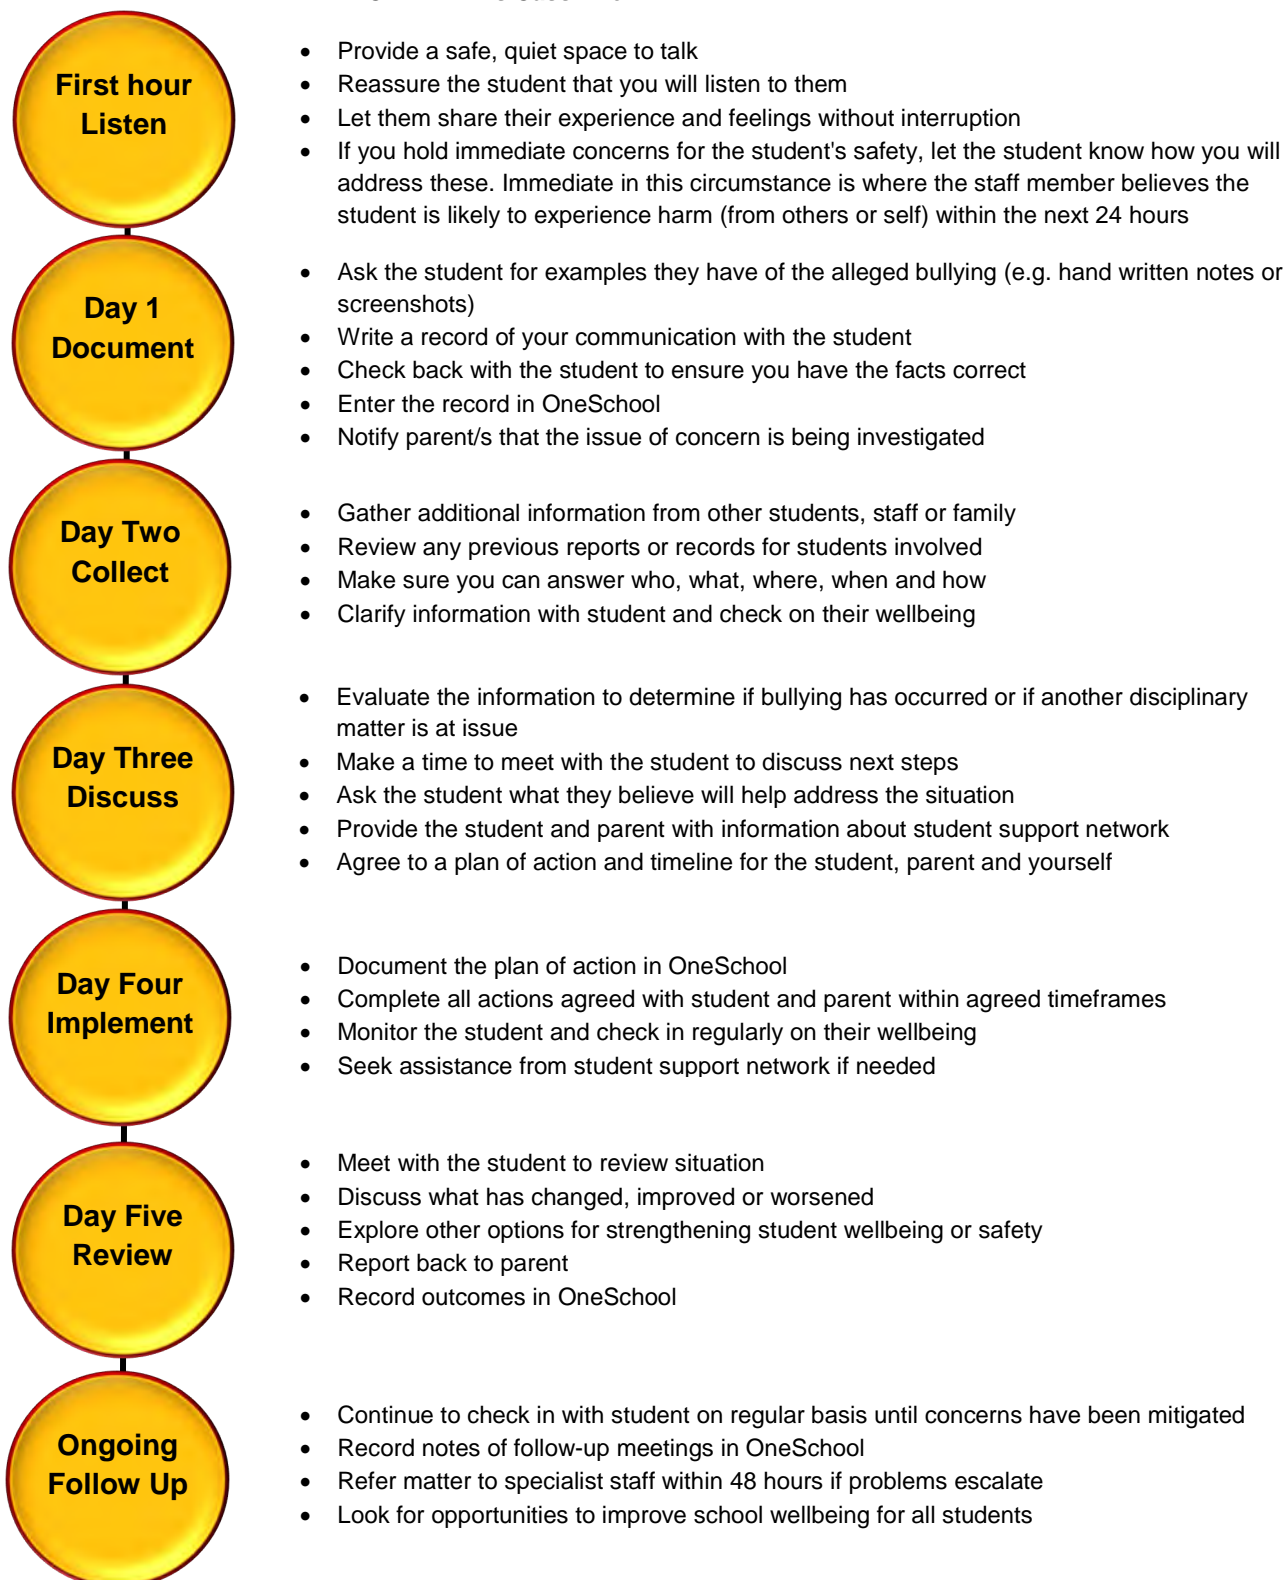 First hour
Listen
• Provide a safe, quiet space to talk
• Reassure the student that you will listen to them
• Let them share their experience and feelings without interruption
• If you hold immediate concerns for the student's safety, let the student know how you will
address these. Immediate in this circumstance is where the staff member believes the
student is likely to experience harm (from others or self) within the next 24 hours
Day 1
Document
• Ask the student for examples they have of the alleged bullying (e.g. hand written notes or
screenshots)
• Write a record of your communication with the student
• Check back with the student to ensure you have the facts correct
• Enter the record in OneSchool
• Notify parent/s that the issue of concern is being investigated
Day Two
Collect
• Gather additional information from other students, staff or family
• Review any previous reports or records for students involved
• Make sure you can answer who, what, where, when and how
• Clarify information with student and check on their wellbeing
Day Three
Discuss
• Evaluate the information to determine if bullying has occurred or if another disciplinary
matter is at issue
• Make a time to meet with the student to discuss next steps
• Ask the student what they believe will help address the situation
• Provide the student and parent with information about student support network
• Agree to a plan of action and timeline for the student, parent and yourself
Day Four
Implement
• Document the plan of action in OneSchool
• Complete all actions agreed with student and parent within agreed timeframes
• Monitor the student and check in regularly on their wellbeing
• Seek assistance from student support network if needed
Day Five
Review
• Meet with the student to review situation
• Discuss what has changed, improved or worsened
• Explore other options for strengthening student wellbeing or safety
• Report back to parent
• Record outcomes in OneSchool
Ongoing
Follow Up
• Continue to check in with student on regular basis until concerns have been mitigated
• Record notes of follow-up meetings in OneSchool
• Refer matter to specialist staff within 48 hours if problems escalate
• Look for opportunities to improve school wellbeing for all students